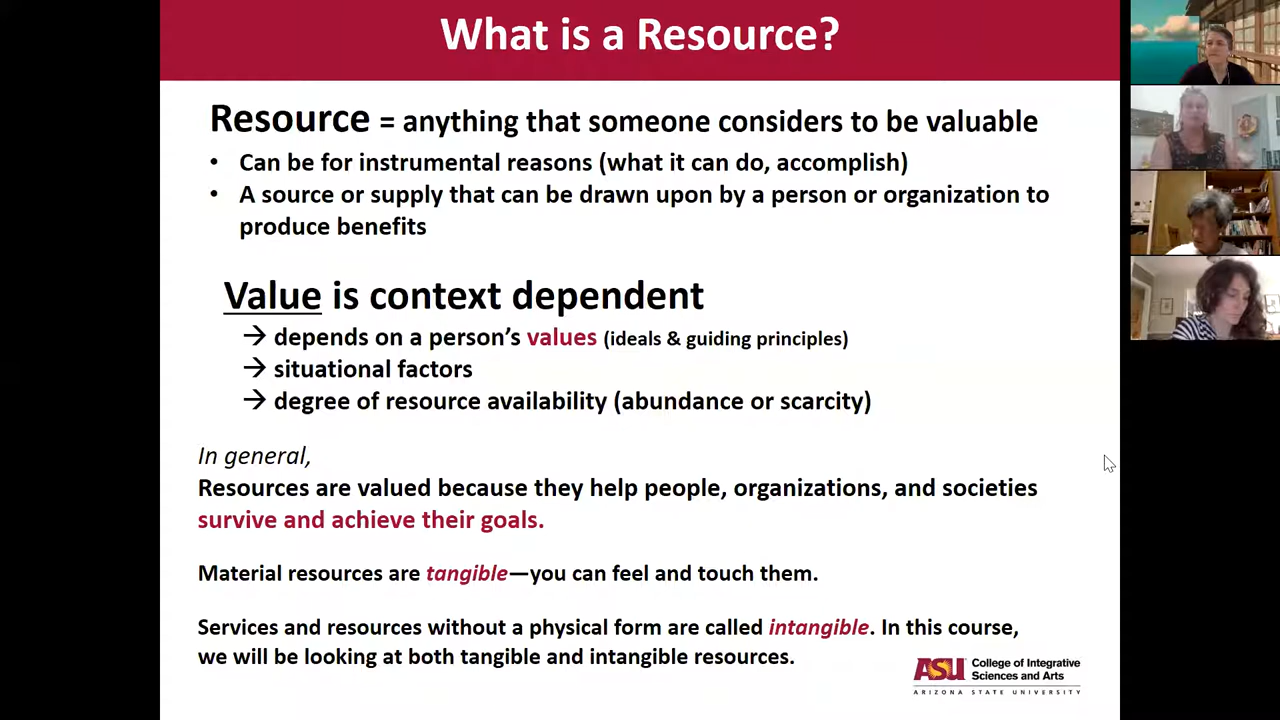 What is a Resource?
Resource = anything that someone considers to be valuable
• Can be for instrumental reasons (what it can do, accomplish)
• A source or supply that can be drawn upon by a person or organization to
produce benefits
Value is context dependent
→ depends on a person's values (ideals & guiding principles)
→ situational factors
→ degree of resource availability (abundance or scarcity)
In general,
Resources are valued because they help people, organizations, and societies
survive and achieve their goals.
Material resources are tangible—you can feel and touch them.
Services and resources without a physical form are called intangible. In this course,
we will be looking at both tangible and intangible resources.
ASU College of Integrative
Sciences and Arts
ARIZONA STATE UNIVERSITY